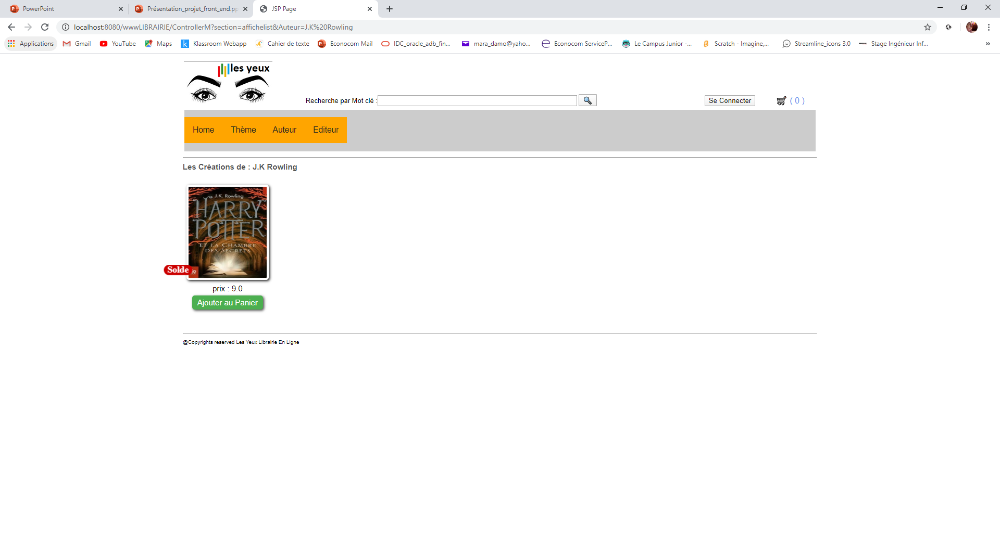 PowerPoint
Présentation_projet_front_end.pp
JSP Page
localhost:8080/wwwLIBRAIRIE/ControllerM?section=affichelist&Auteur=J.K%20Rowling
Applications Gmail YouTube Maps Klassroom Webapp Cahier de texte Econocom Mail IDC_oracle_adb_fin... mara_damo@yaho... Econocom ServiceP... Le Campus Junior -... Scratch - Imagine,... Streamline_icons 3.0 Stage Ingénieur Inf... »
les yeux
Recherche par Mot clé :
Se Connecter
( 0 )
Home Thème Auteur Editeur
Les Créations de : J.K Rowling
J.K. Rowling
HARRY
POTTER
ET LA CHAMBRE
DES SECRETS
Solde
prix : 9.0
Ajouter au Panier
@Copyrights reserved Les Yeux Librairie En Ligne